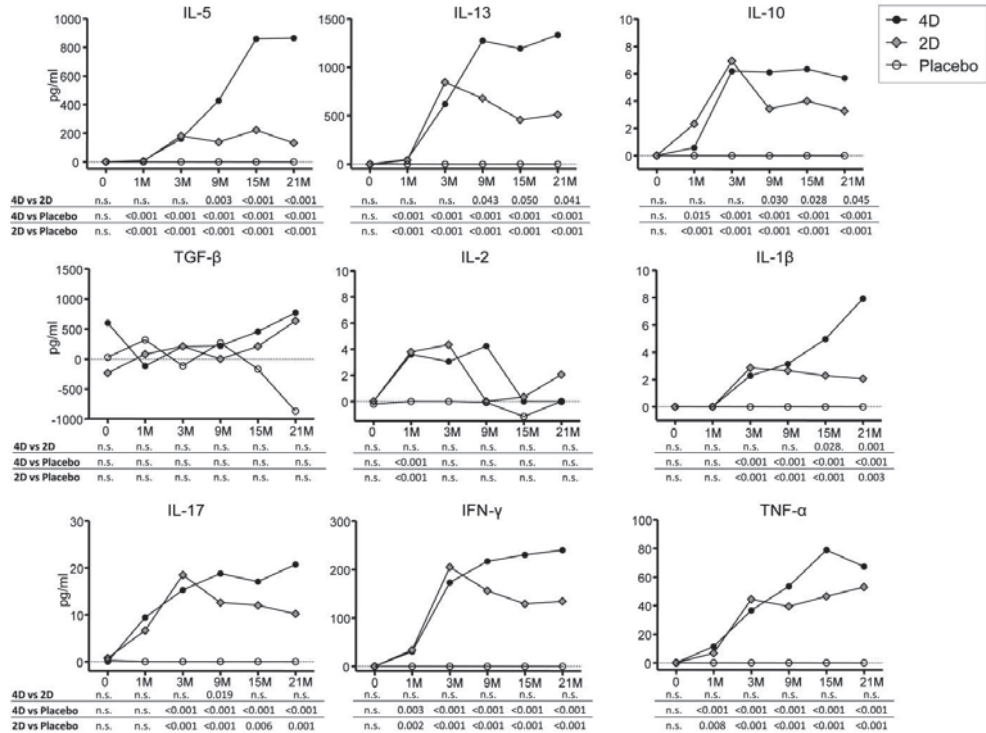 IL-5
IL-13
IL-10
4D
2D
Placebo
pg/ml
1000
800
600
400
200
0
0 1M 3M 9M 15M 21M
1500
1000
500
0
0 1M 3M 9M 15M 21M
10
8
6
4
2
0
0 1M 3M 9M 15M 21M
4D vs 2D n.s. n.s. n.s. 0.003 <0.001 <0.001
4D vs Placebo n.s. <0.001 <0.001 <0.001 <0.001 <0.001
2D vs Placebo n.s. <0.001 <0.001 <0.001 <0.001 <0.001
n.s. n.s. n.s. 0.043 0.050 0.041
n.s. <0.001 <0.001 <0.001 <0.001 <0.001
n.s. <0.001 <0.001 <0.001 <0.001 <0.001
n.s. n.s. n.s. 0.030 0.028 0.045
n.s. 0.015 <0.001 <0.001 <0.001 <0.001
n.s. <0.001 <0.001 <0.001 <0.001 <0.001
TGF-β
IL-2
IL-1β
pg/ml
1500
1000
500
0
-500
-1000
0 1M 3M 9M 15M 21M
10
8
6
4
2
0
0 1M 3M 9M 15M 21M
10
8
6
4
2
0
0 1M 3M 9M 15M 21M
4D vs 2D n.s. n.s. n.s. n.s. n.s. n.s.
4D vs Placebo n.s. n.s. n.s. n.s. n.s. n.s.
2D vs Placebo n.s. n.s. n.s. n.s. n.s. n.s.
n.s. n.s. n.s. n.s. n.s. n.s.
n.s. <0.001 n.s. n.s. n.s. n.s.
n.s. <0.001 n.s. n.s. n.s. n.s.
n.s. n.s. n.s. n.s. 0.028. 0.001
n.s. n.s. <0.001 <0.001 <0.001 <0.001
n.s. n.s. <0.001 <0.001 <0.001 0.003
IL-17
IFN-γ
TNF-α
pg/ml
30
20
10
0
0 1M 3M 9M 15M 21M
300
200
100
0
0 1M 3M 9M 15M 21M
100
80
60
40
20
0
0 1M 3M 9M 15M 21M
4D vs 2D n.s. n.s. n.s. 0.019 n.s. n.s.
4D vs Placebo n.s. n.s. <0.001 <0.001 <0.001 <0.001
2D vs Placebo n.s. n.s. <0.001 <0.001 0.006 0.001
n.s. n.s. n.s. n.s. n.s. n.s.
n.s. 0.003 <0.001 <0.001 <0.001 <0.001
n.s. 0.002 <0.001 <0.001 <0.001 <0.001
n.s. n.s. n.s. n.s. n.s. n.s.
n.s. <0.001 <0.001 <0.001 <0.001 <0.001
n.s. 0.008 <0.001 <0.001 <0.001 <0.001